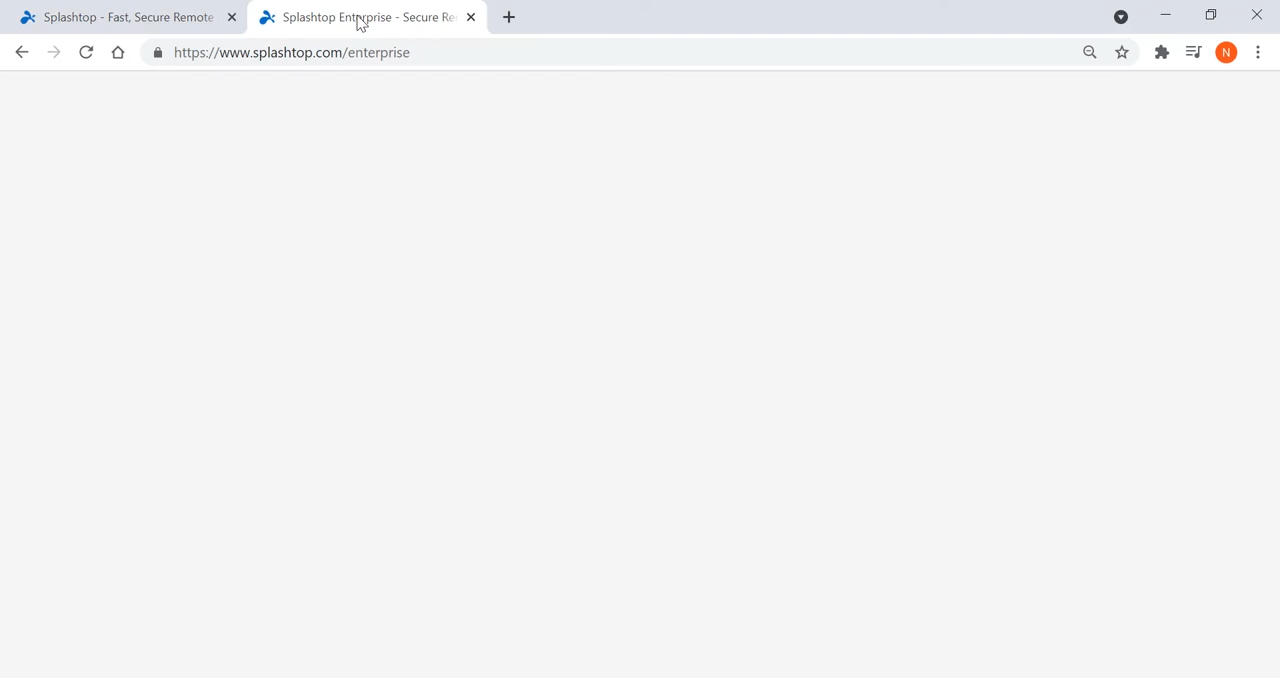 Splashtop - Fast, Secure Remote
Splashtop Enterprise - Secure Re
https://www.splashtop.com/enterprise
N